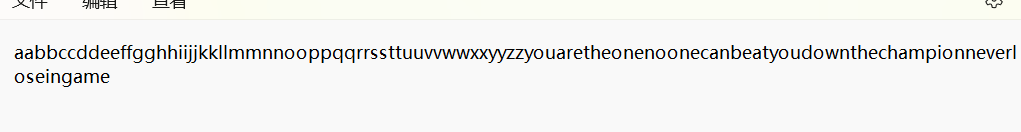 文件 编辑 查看
aabbccddeeffgghhiijjkkllmmnnooppqqrrssttuuvvwwxxyyzzyouaretheonenoonecanbeatyoudownthechampionneverl
oseingame